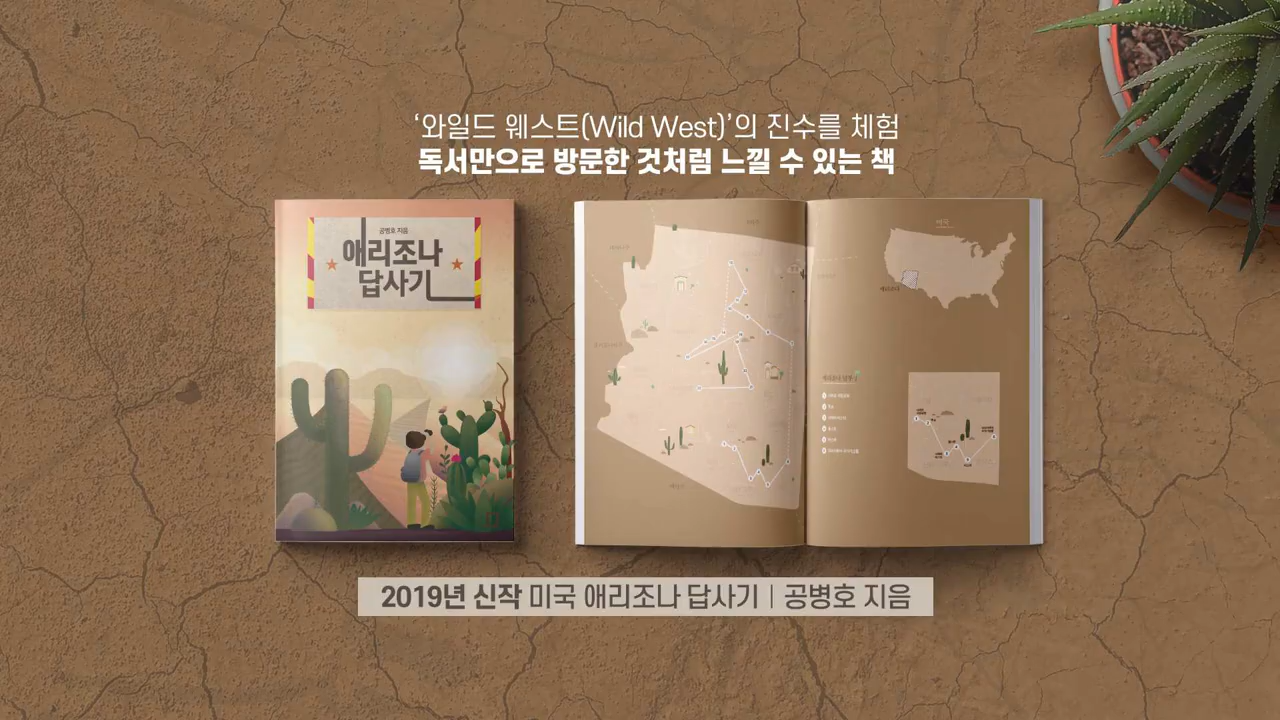 ‘와일드 웨스트(Wild West)’의 진수를 체험
독서만으로 방문한 것처럼 느낄 수 있는 책
공병호 지음
애리조나
답사기
미국
2019년 신작 미국 애리조나 답사기 | 공병호 지음